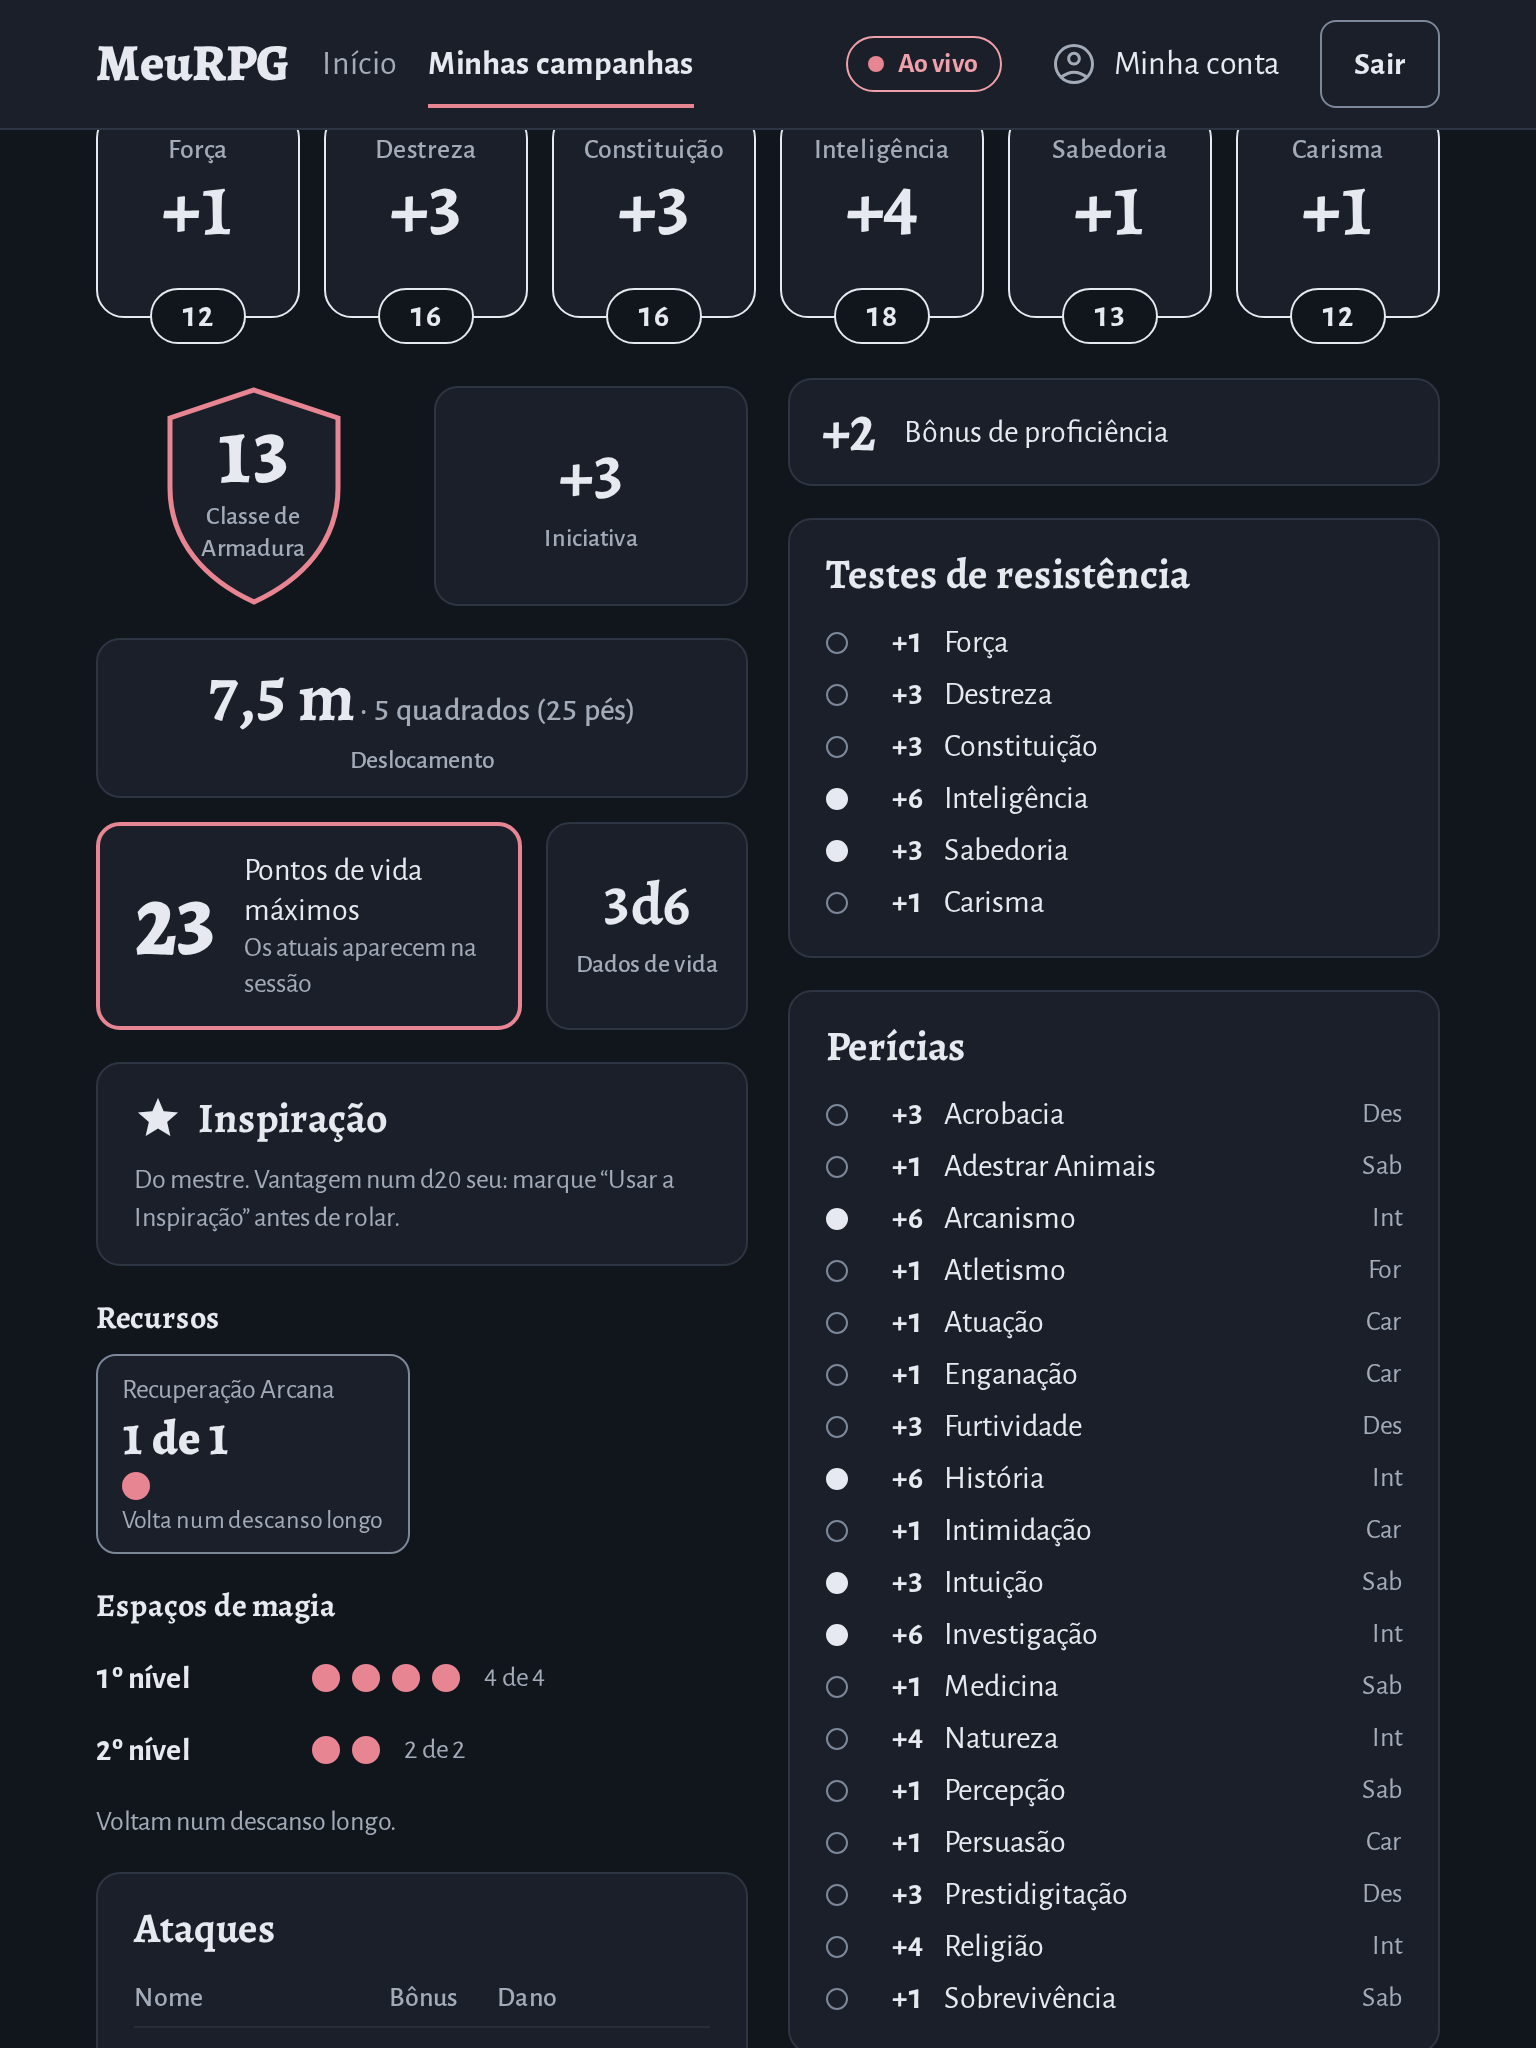 MeuRPG Início Minhas campanhas Ao vivo Minha conta Sair
Força Destreza Constituição Inteligência Sabedoria Carisma
+1 +3 +3 +4 +1 +1
12 16 16 18 13 12
13
Classe de
Armadura
+3
Iniciativa
7,5 m · 5 quadrados (25 pés)
Deslocamento
23
Pontos de vida
máximos
Os atuais aparecem na
sessão
3d6
Dados de vida
Inspiração
Do mestre. Vantagem num d20 seu: marque “Usar a
Inspiração” antes de rolar.
Recursos
Recuperação Arcana
1 de 1
Volta num descanso longo
Espaços de magia
1º nível 4 de 4
2º nível 2 de 2
Voltam num descanso longo.
Ataques
Nome Bônus Dano
+2 Bônus de proficiência
Testes de resistência
+1 Força
+3 Destreza
+3 Constituição
+6 Inteligência
+3 Sabedoria
+1 Carisma
Perícias
+3 Acrobacia Des
+1 Adestrar Animais Sab
+6 Arcanismo Int
+1 Atletismo For
+1 Atuação Car
+1 Enganação Car
+3 Furtividade Des
+6 História Int
+1 Intimidação Car
+3 Intuição Sab
+6 Investigação Int
+1 Medicina Sab
+4 Natureza Int
+1 Percepção Sab
+1 Persuasão Car
+3 Prestidigitação Des
+4 Religião Int
+1 Sobrevivência Sab